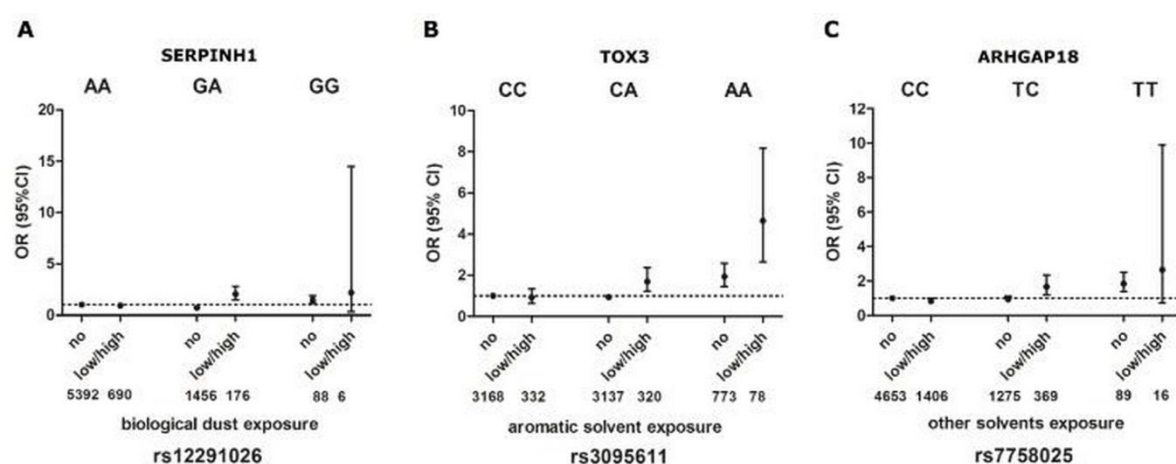 A
SERPINH1
AA GA GG
20
15
10
5
0
OR (95%CI)
no low/high no low/high no low/high
5392 690 1456 176 88 6
biological dust exposure
rs12291026
B
TOX3
CC CA AA
10
8
6
4
2
0
OR (95% CI)
no low/high no low/high no low/high
3168 332 3137 320 773 78
aromatic solvent exposure
rs3095611
C
ARHGAP18
CC TC TT
12
10
8
6
4
2
0
OR (95% CI)
no low/high no low/high no low/high
4653 1406 1275 369 89 16
other solvents exposure
rs7758025